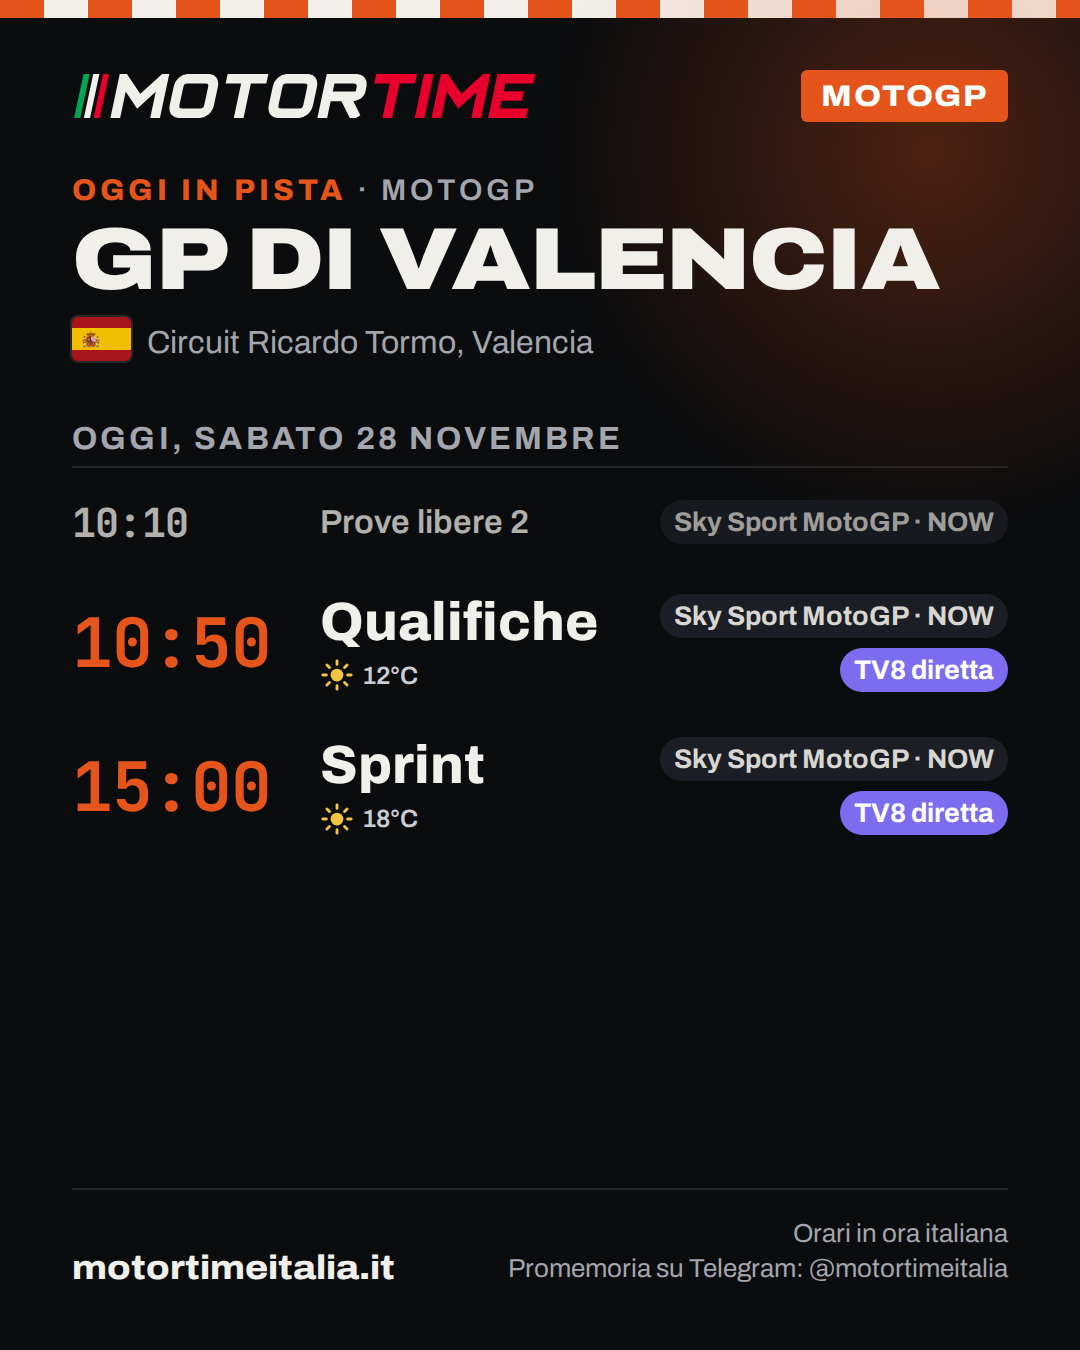 MOTORTIME
MOTOGP
OGGI IN PISTA · MOTOGP
GP DI VALENCIA
Circuit Ricardo Tormo, Valencia
OGGI, SABATO 28 NOVEMBRE
10:10 Prove libere 2 Sky Sport MotoGP · NOW
10:50 Qualifiche Sky Sport MotoGP · NOW
12°C TV8 diretta
15:00 Sprint Sky Sport MotoGP · NOW
18°C TV8 diretta
Orari in ora italiana
motortimeitalia.it Promemoria su Telegram: @motortimeitalia